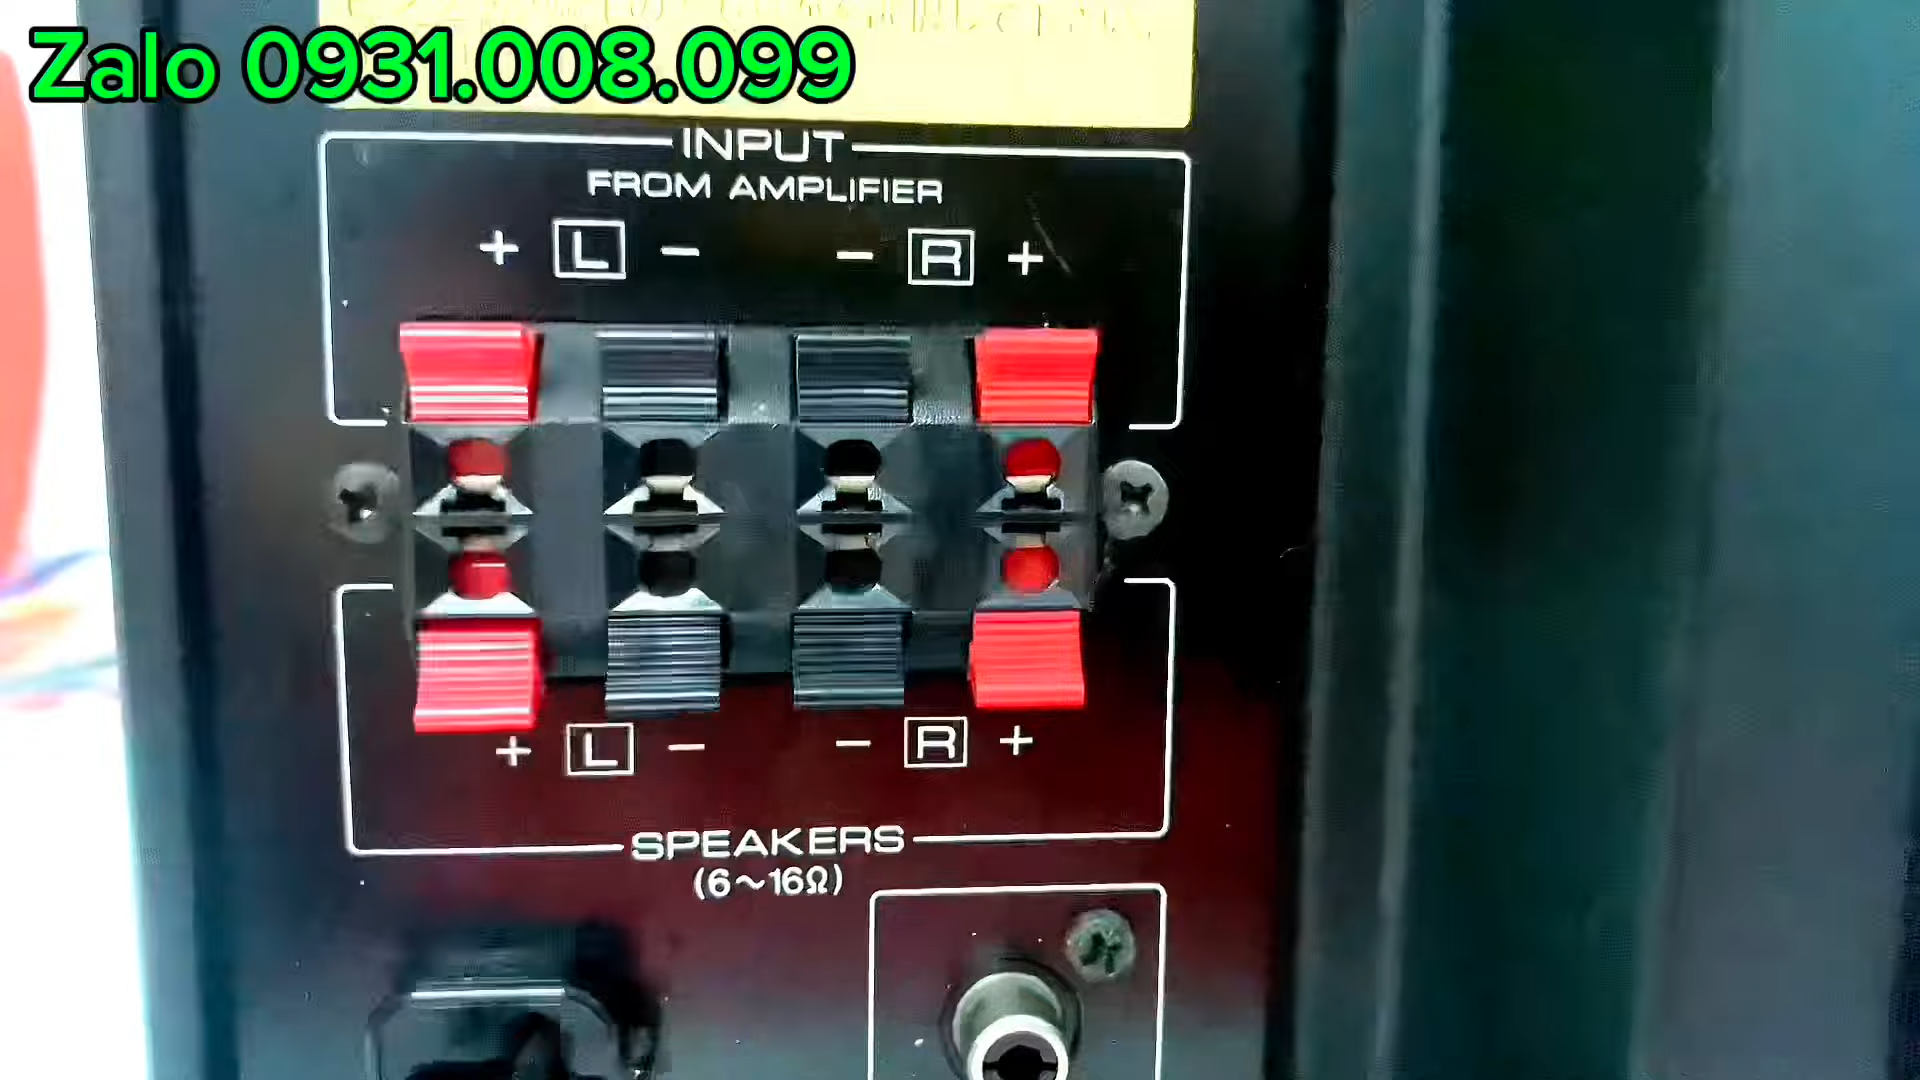 Zalo 0931.008.099
INPUT
FROM AMPLIFIER
+ L − − R +
+ L − − R +
SPEAKERS
(6~16Ω)